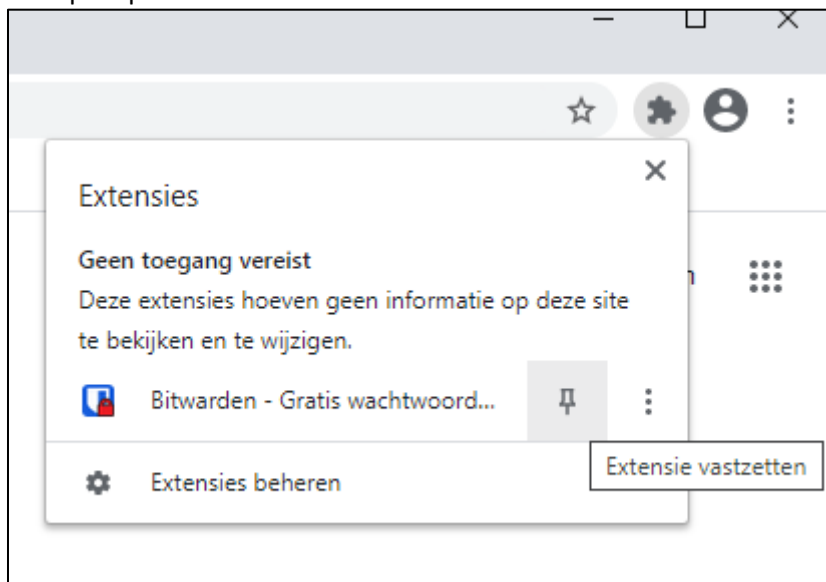 Extensies
Geen toegang vereist
Deze extensies hoeven geen informatie op deze site
te bekijken en te wijzigen.
Bitwarden - Gratis wachtwoord...
Extensies beheren
Extensie vastzetten